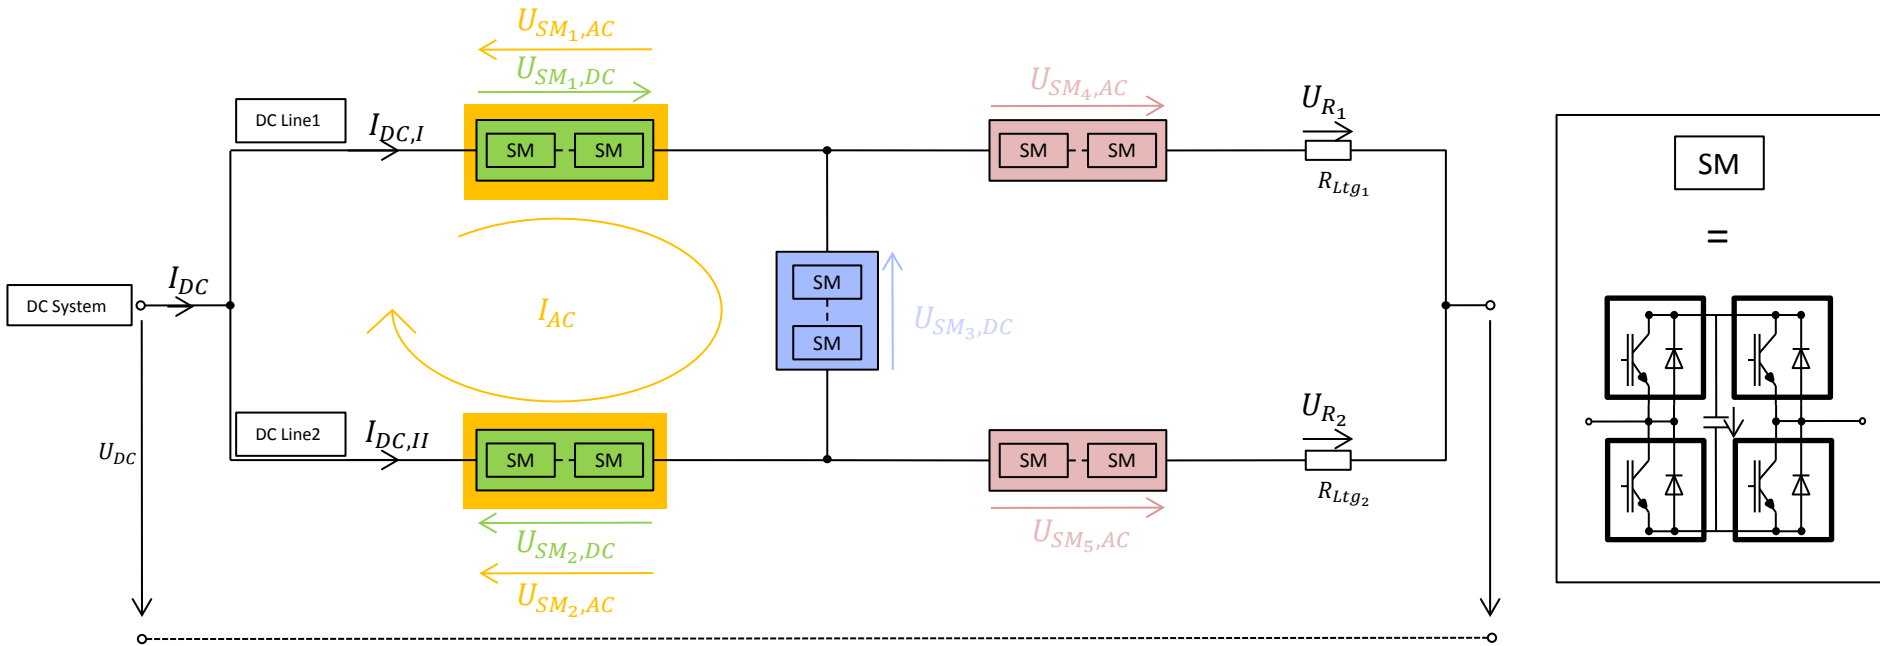 U_{SM_1,AC}
U_{SM_1,DC}
U_{SM_4,AC}
U_{R_1}
DC Line1
I_{DC,I}
SM
SM
SM
SM
R_{Ltg_1}
SM
=
I_{DC}
DC System
I_{AC}
SM
SM
U_{SM_3,DC}
U_{R_2}
DC Line2
I_{DC,II}
U_{DC}
SM
SM
SM
SM
R_{Ltg_2}
U_{SM_2,DC}
U_{SM_5,AC}
U_{SM_2,AC}